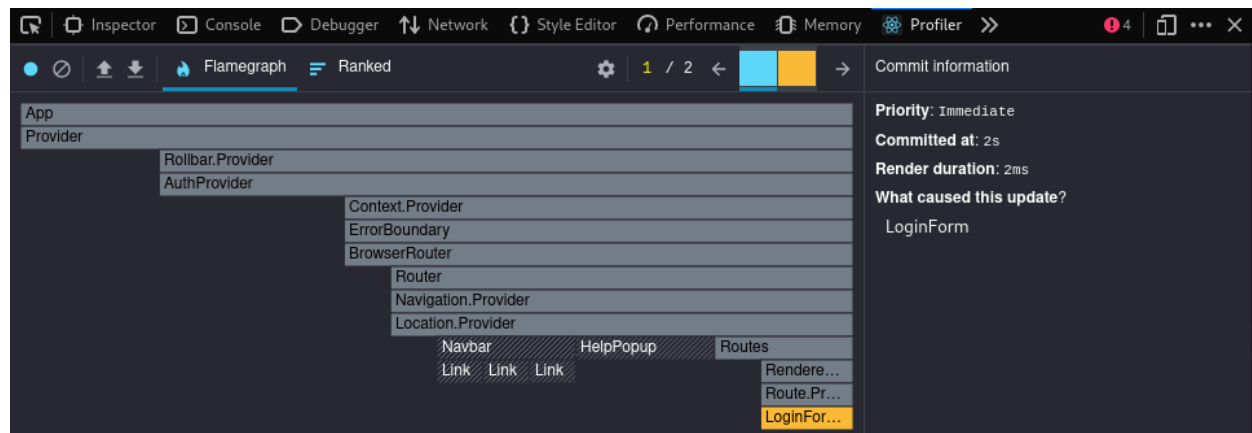 Inspector Console Debugger Network {} Style Editor Performance Memory Profiler 4
Flamegraph Ranked 1 / 2
Commit information
App
Provider
Rollbar.Provider
AuthProvider
Context.Provider
ErrorBoundary
BrowserRouter
Router
Navigation.Provider
Location.Provider
Navbar HelpPopup Routes
Link Link Link Rendere...
Route.Pr...
LoginFor...
Priority: Immediate
Committed at: 2s
Render duration: 2ms
What caused this update?
LoginForm